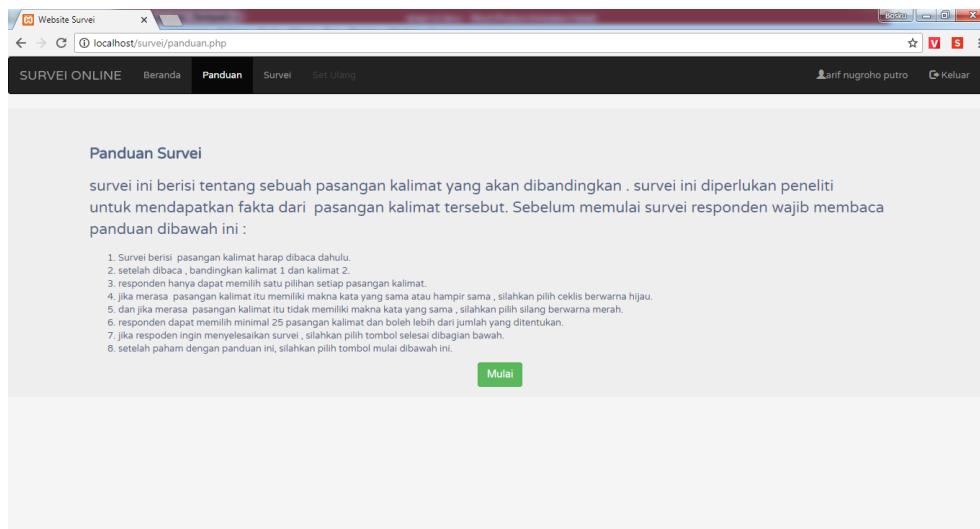 Website Survei
Bosku
localhost/survei/panduan.php
V S
SURVEI ONLINE Beranda Panduan Survei Set Ulang arif nugroho putro Keluar
Panduan Survei
survei ini berisi tentang sebuah pasangan kalimat yang akan dibandingkan . survei ini diperlukan peneliti
untuk mendapatkan fakta dari pasangan kalimat tersebut. Sebelum memulai survei responden wajib membaca
panduan dibawah ini :
1. Survei berisi pasangan kalimat harap dibaca dahulu.
2. setelah dibaca , bandingkan kalimat 1 dan kalimat 2.
3. responden hanya dapat memilih satu pilihan setiap pasangan kalimat.
4. jika merasa pasangan kalimat itu memiliki makna kata yang sama atau hampir sama , silahkan pilih ceklis berwarna hijau.
5. dan jika merasa pasangan kalimat itu tidak memiliki makna kata yang sama , silahkan pilih silang berwarna merah.
6. responden dapat memilih minimal 25 pasangan kalimat dan boleh lebih dari jumlah yang ditentukan.
7. jika respoden ingin menyelesaikan survei , silahkan pilih tombol selesai dibagian bawah.
8. setelah paham dengan panduan ini, silahkan pilih tombol mulai dibawah ini.
Mulai